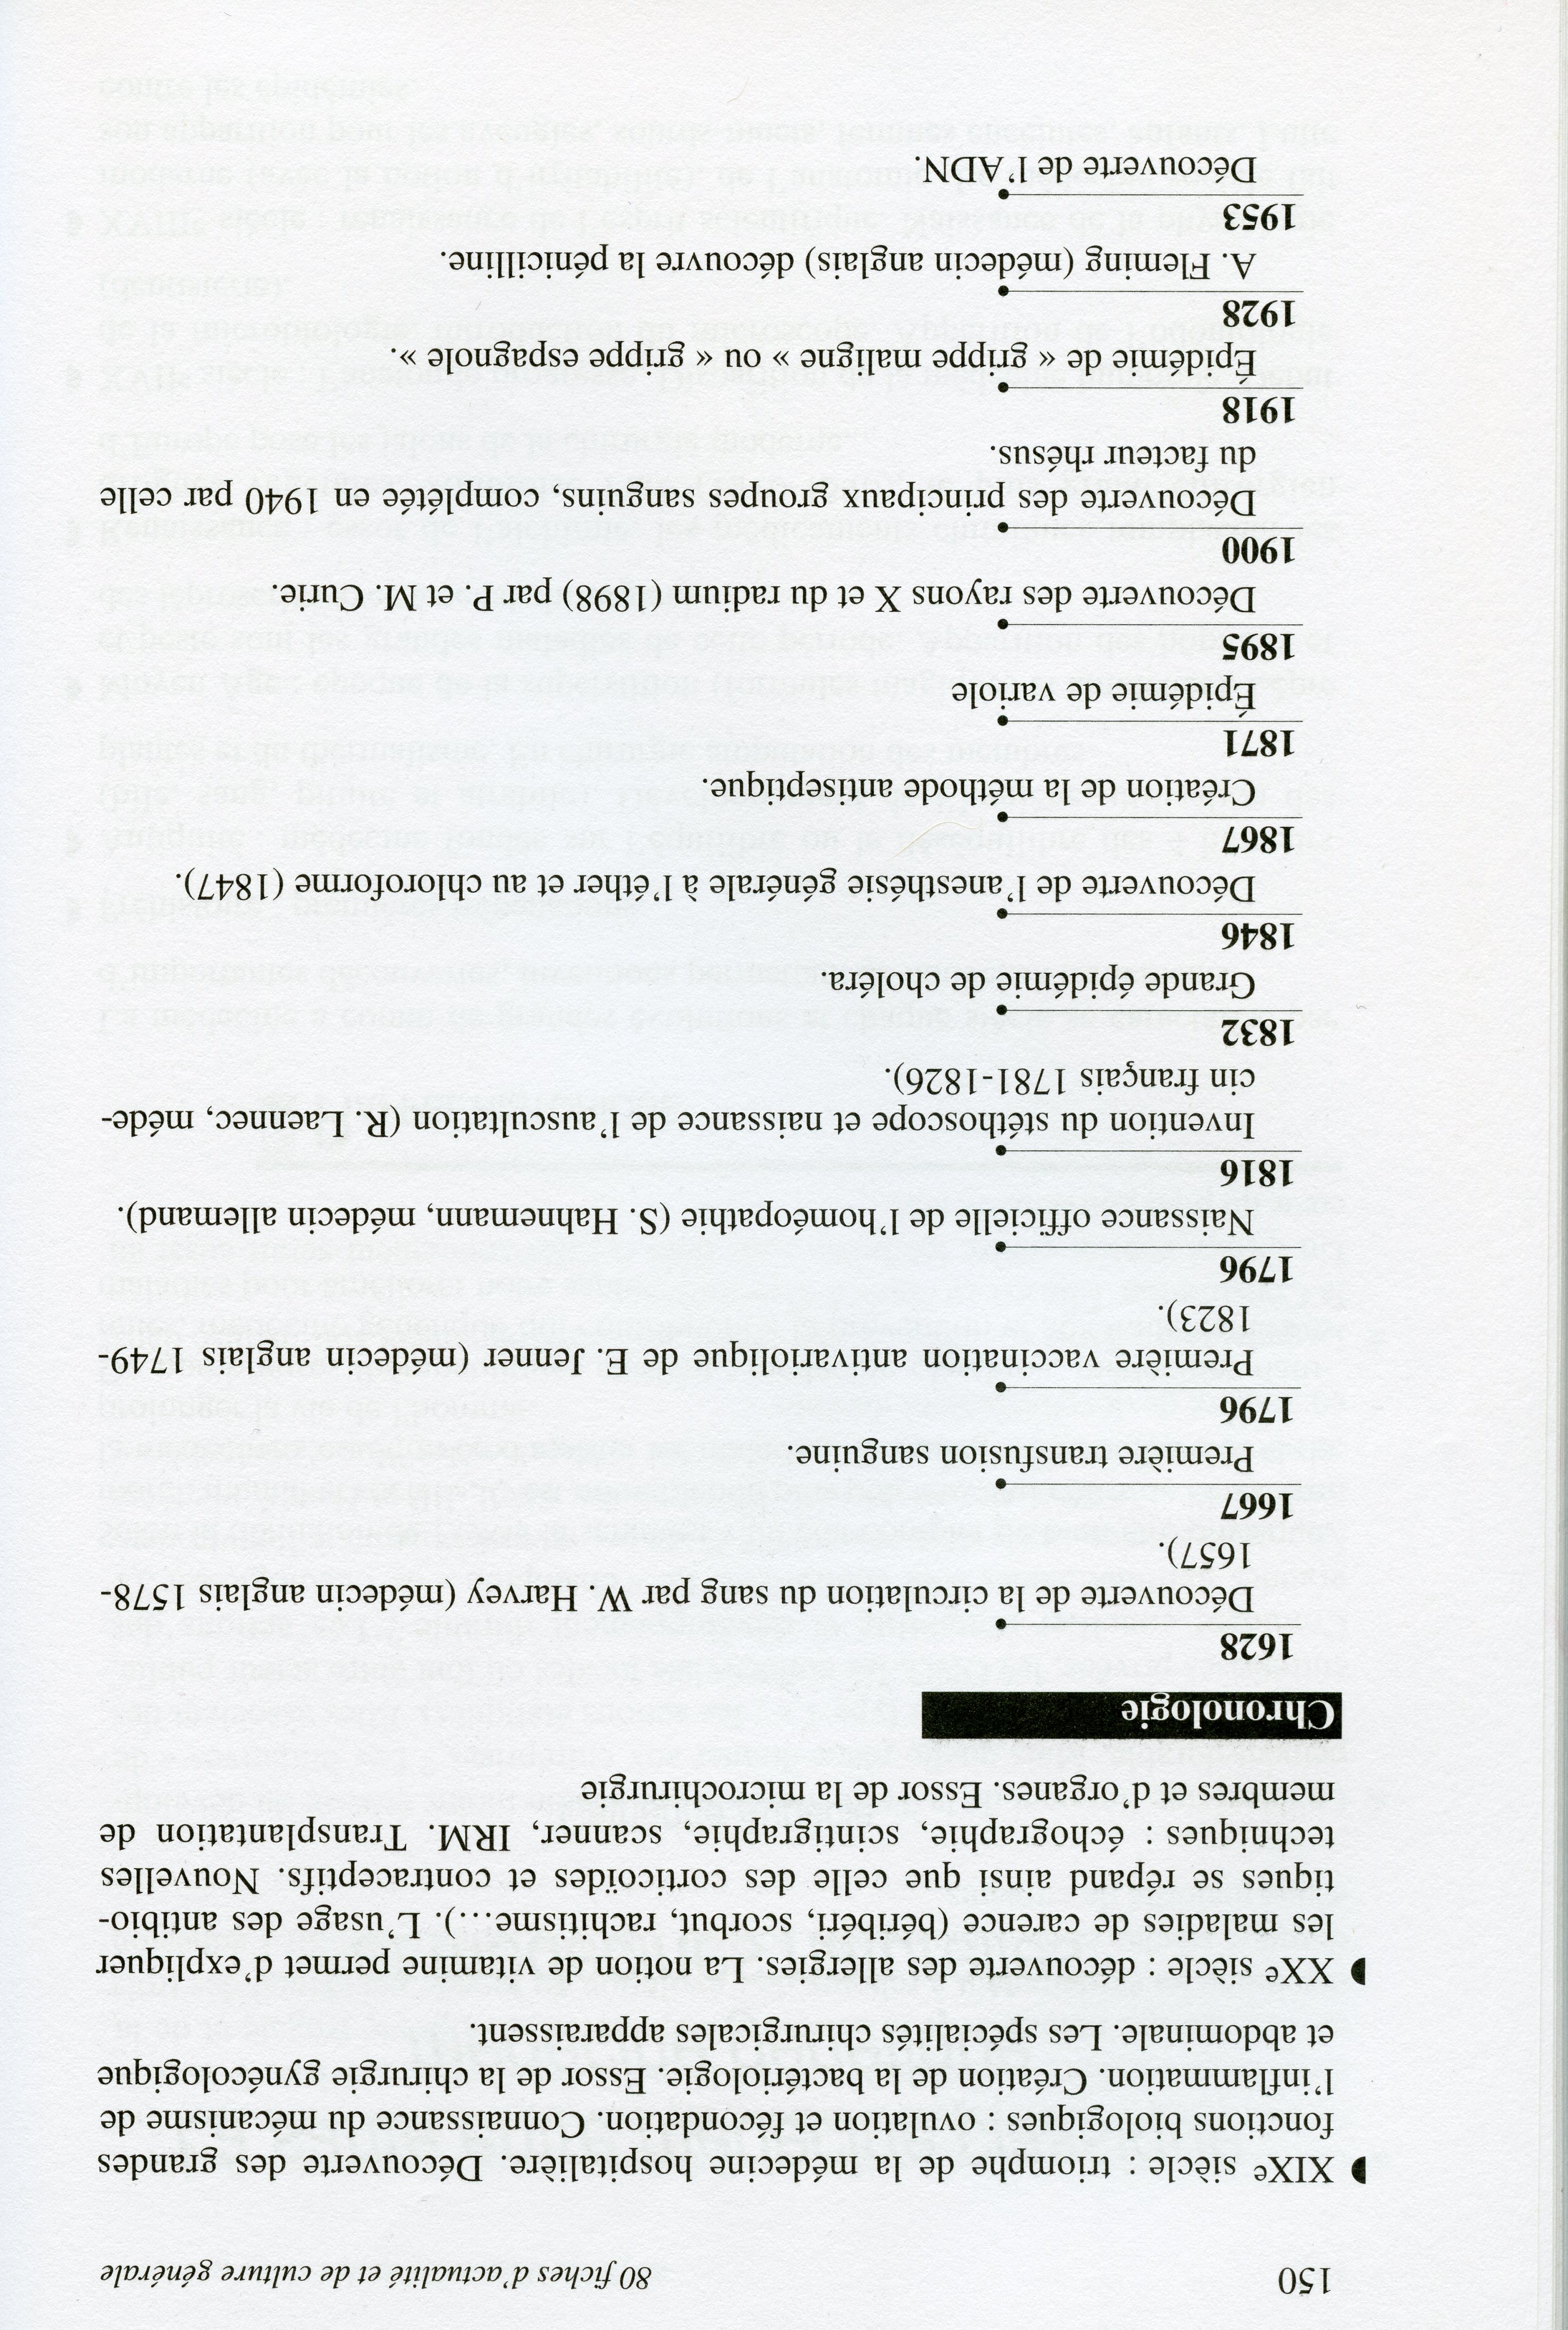 150
80 fiches d'actualité et de culture générale
◗ XIXe siècle : triomphe de la médecine hospitalière. Découverte des grandes
fonctions biologiques : ovulation et fécondation. Connaissance du mécanisme de
l'inflammation. Création de la bactériologie. Essor de la chirurgie gynécologique
et abdominale. Les spécialités chirurgicales apparaissent.
◗ XXe siècle : découverte des allergies. La notion de vitamine permet d'expliquer
les maladies de carence (béribéri, scorbut, rachitisme...). L'usage des antibio-
tiques se répand ainsi que celle des corticoïdes et contraceptifs. Nouvelles
techniques : échographie, scintigraphie, scanner, IRM. Transplantation de
membres et d'organes. Essor de la microchirurgie
Chronologie
1628
Découverte de la circulation du sang par W. Harvey (médecin anglais 1578-
1657).
1667
Première transfusion sanguine.
1796
Première vaccination antivariolique de E. Jenner (médecin anglais 1749-
1823).
1796
Naissance officielle de l'homéopathie (S. Hahnemann, médecin allemand).
1816
Invention du stéthoscope et naissance de l'auscultation (R. Laennec, méde-
cin français 1781-1826).
1832
Grande épidémie de choléra.
1846
Découverte de l'anesthésie générale à l'éther et au chloroforme (1847).
1867
Création de la méthode antiseptique.
1871
Épidémie de variole
1895
Découverte des rayons X et du radium (1898) par P. et M. Curie.
1900
Découverte des principaux groupes sanguins, complétée en 1940 par celle
du facteur rhésus.
1918
Épidémie de « grippe maligne » ou « grippe espagnole ».
1928
A. Fleming (médecin anglais) découvre la pénicilline.
1953
Découverte de l'ADN.